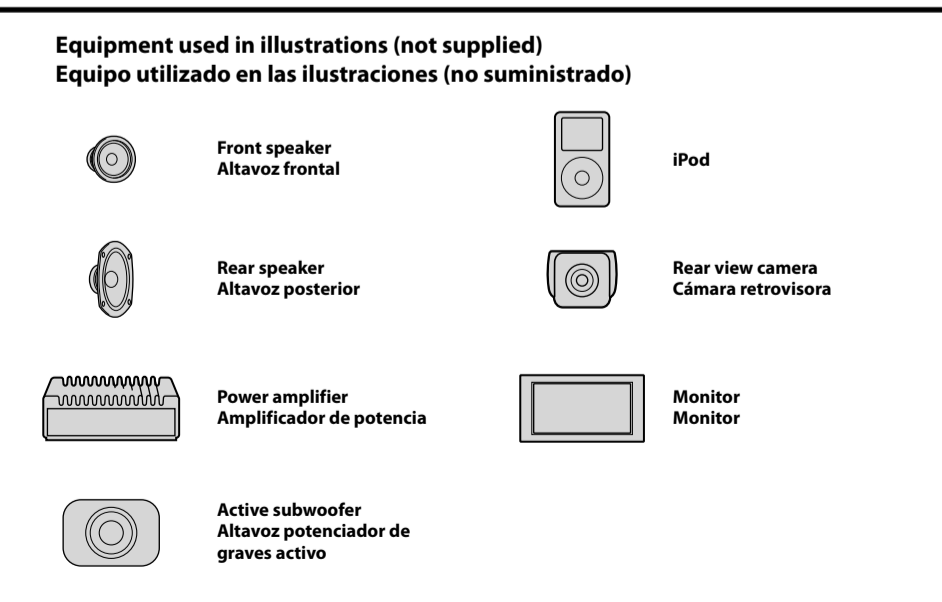 Equipment used in illustrations (not supplied)
Equipo utilizado en las ilustraciones (no suministrado)
Front speaker
Altavoz frontal
iPod
Rear speaker
Altavoz posterior
Rear view camera
Cámara retrovisora
Power amplifier
Amplificador de potencia
Monitor
Monitor
Active subwoofer
Altavoz potenciador de
graves activo